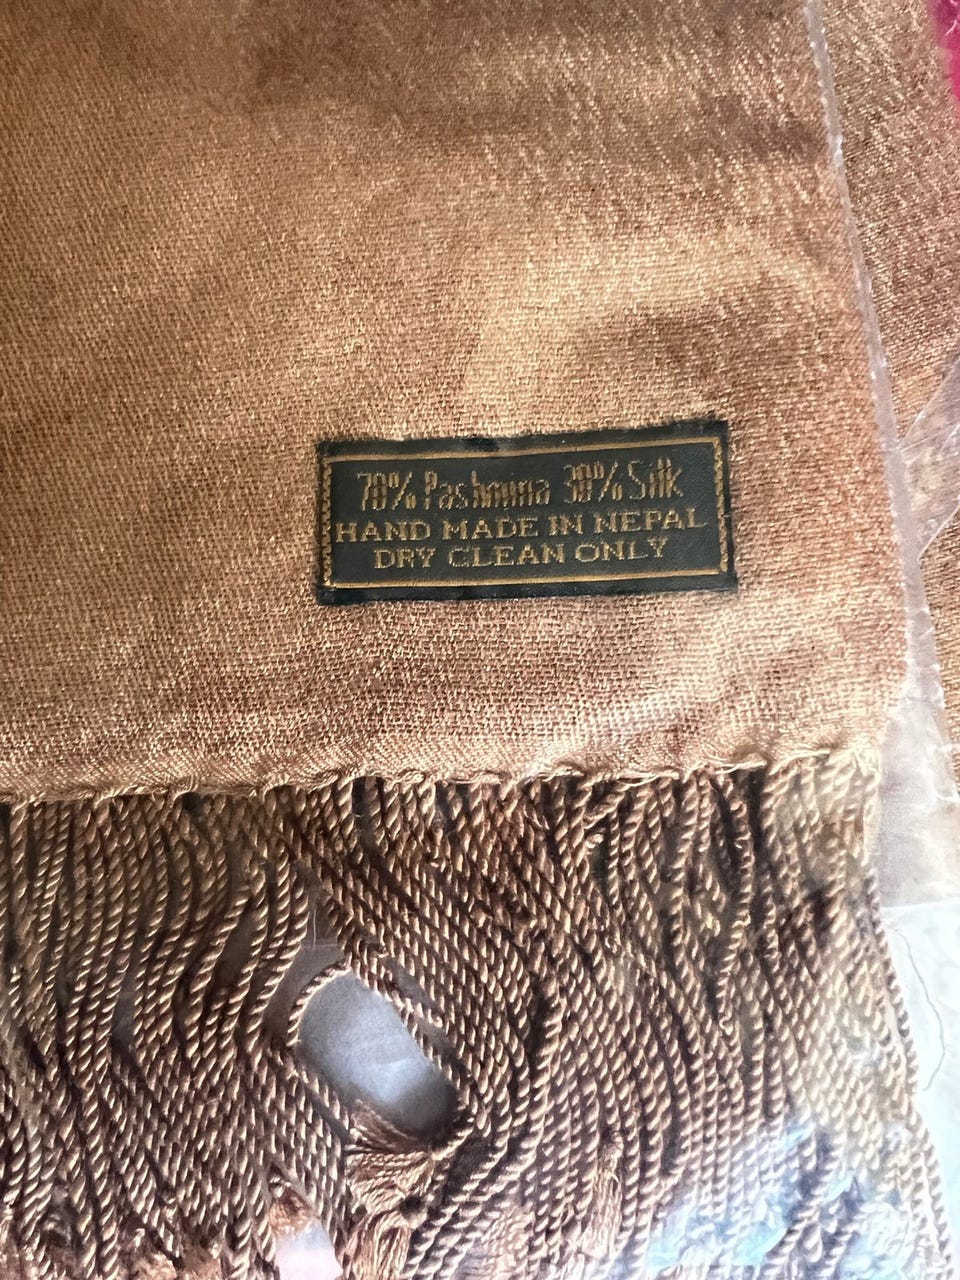 70% Pashmina 30% Silk
HAND MADE IN NEPAL
DRY CLEAN ONLY